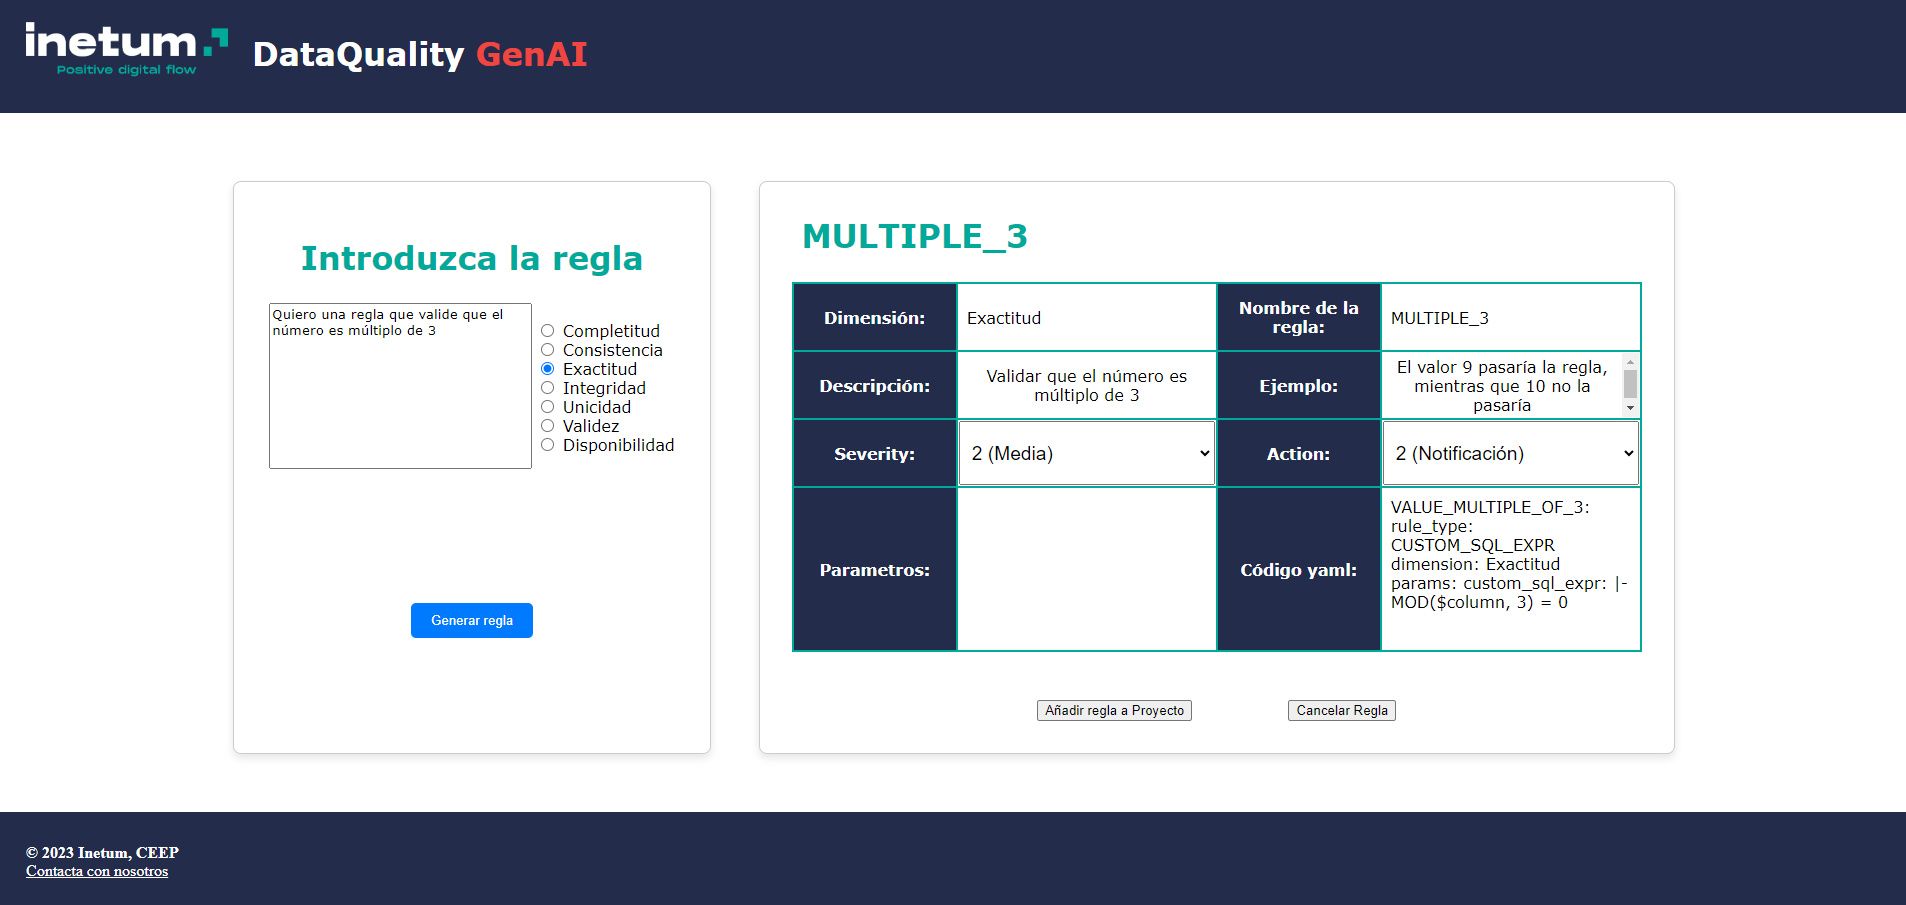 inetum
Positive digital flow
DataQuality GenAI
Introduzca la regla
Quiero una regla que valide que el
número es múltiplo de 3
Completitud
Consistencia
Exactitud
Integridad
Unicidad
Validez
Disponibilidad
Generar regla
MULTIPLE_3
Dimensión:
Exactitud
Nombre de la
regla:
MULTIPLE_3
Descripción:
Validar que el número es
múltiplo de 3
Ejemplo:
El valor 9 pasaría la regla,
mientras que 10 no la
pasaría
Severity:
2 (Media)
Action:
2 (Notificación)
Parametros:
Código yaml:
VALUE_MULTIPLE_OF_3:
rule_type:
CUSTOM_SQL_EXPR
dimension: Exactitud
params: custom_sql_expr: |-
MOD($column, 3) = 0
Añadir regla a Proyecto
Cancelar Regla
© 2023 Inetum, CEEP
Contacta con nosotros